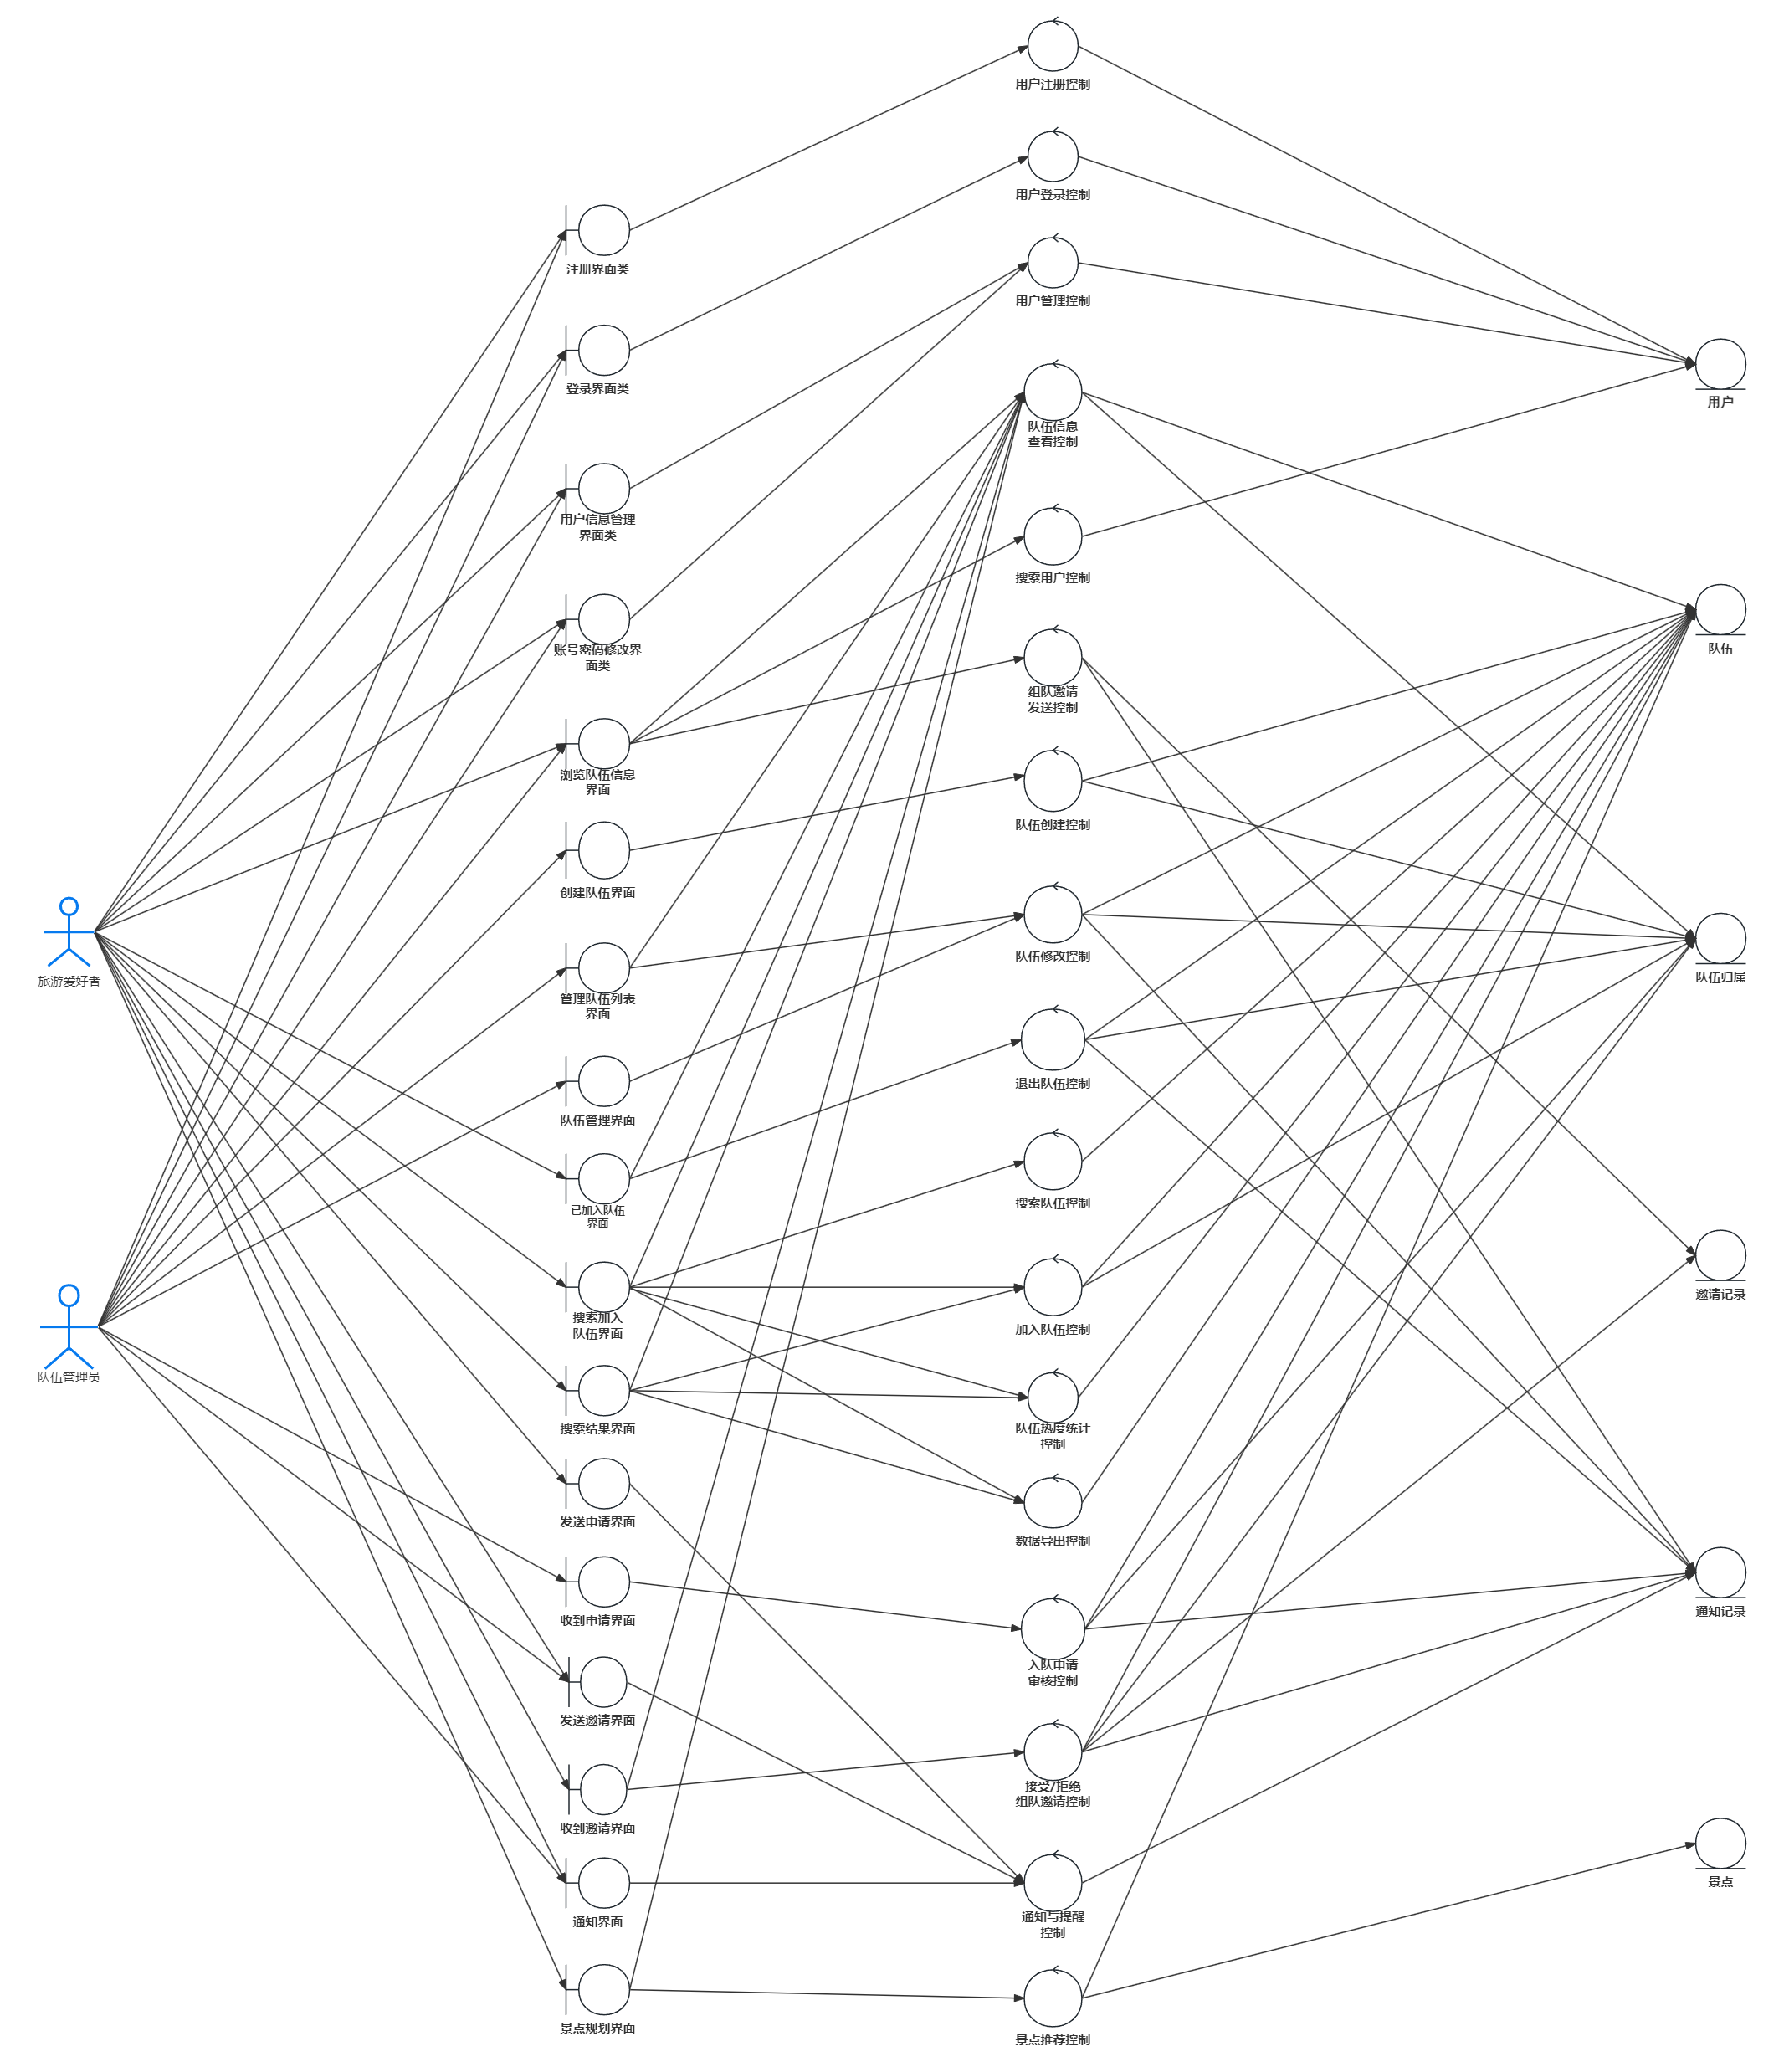 旅游爱好者
队伍管理员
注册界面类
登录界面类
用户信息管理
界面类
账号密码修改界
面类
浏览队伍信息
界面
创建队伍界面
管理队伍列表
界面
队伍管理界面
已加入队伍
界面
搜索加入
队伍界面
搜索结果界面
发送申请界面
收到申请界面
发送邀请界面
收到邀请界面
通知界面
景点规划界面
用户注册控制
用户登录控制
用户管理控制
队伍信息
查看控制
搜索用户控制
组队邀请
发送控制
队伍创建控制
队伍修改控制
退出队伍控制
搜索队伍控制
加入队伍控制
队伍热度统计
控制
数据导出控制
入队申请
审核控制
接受/拒绝
组队邀请控制
通知与提醒
控制
景点推荐控制
用户
队伍
队伍归属
邀请记录
通知记录
景点